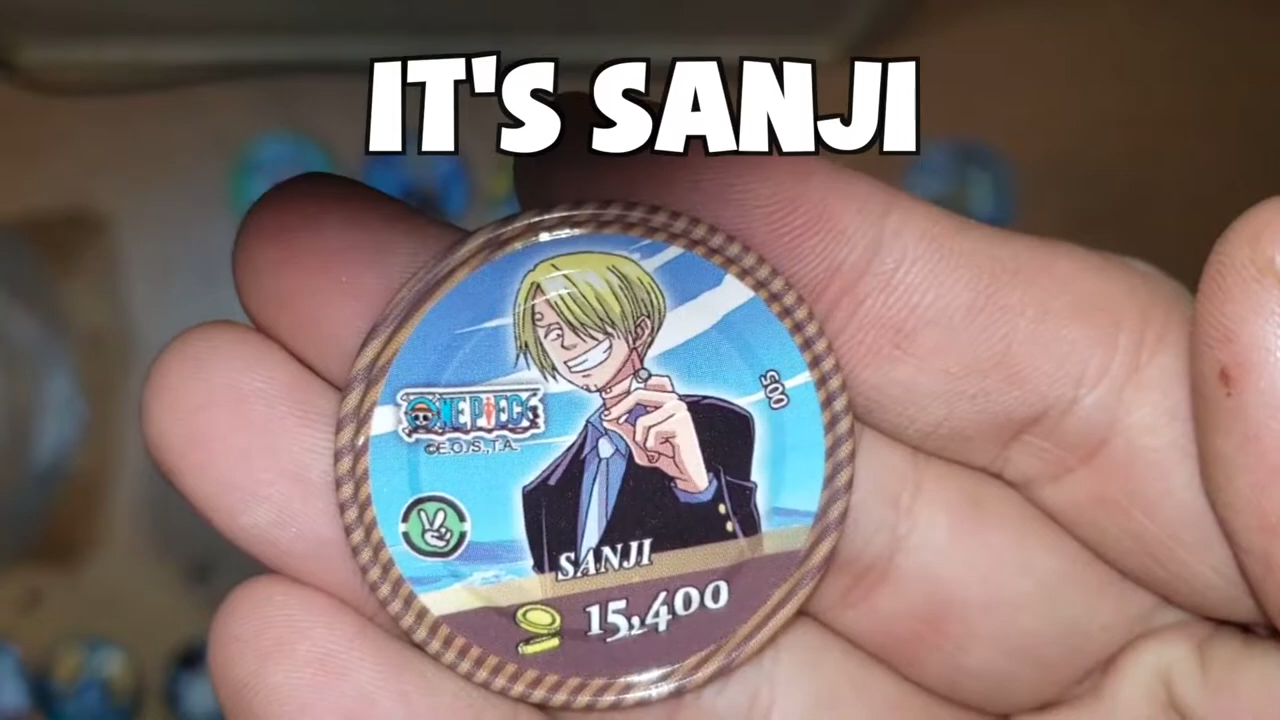 IT'S SANJI
ONE PIECE
©E.O./S.,T.A.
005
SANJI
15,400